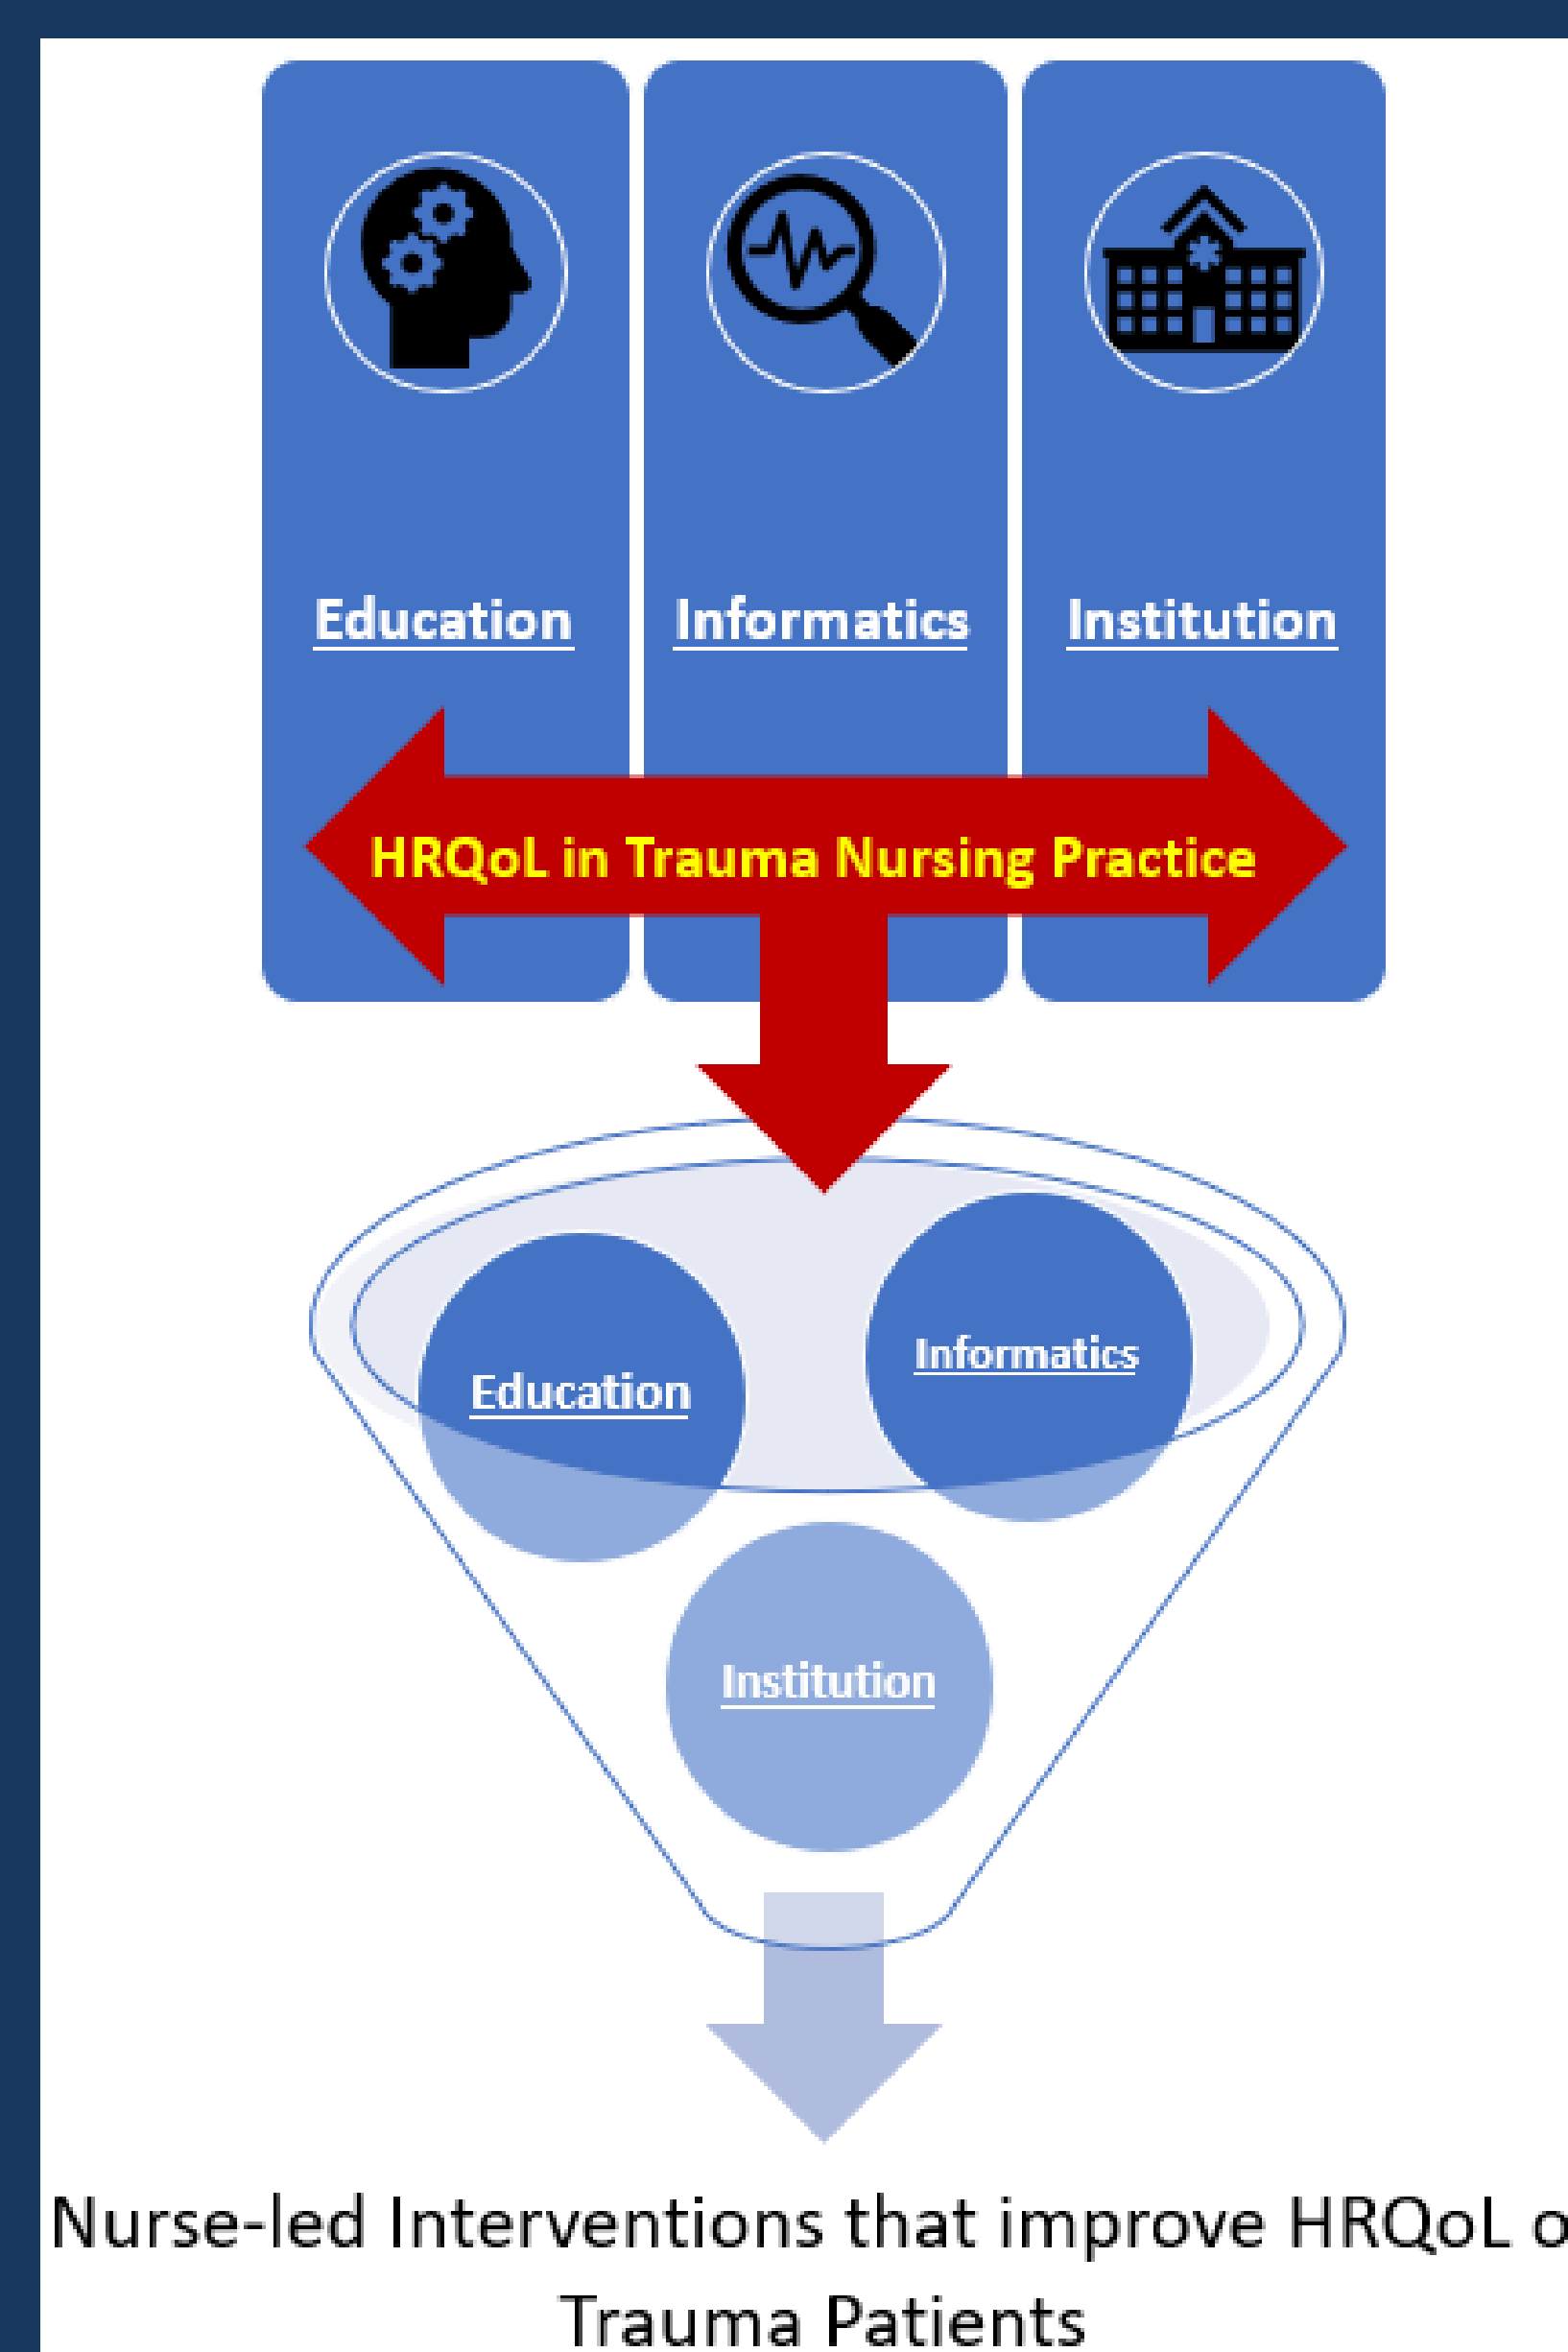 Education Informatics Institution
HRQoL in Trauma Nursing Practice
Informatics
Education
Institution
Nurse-led Interventions that improve HRQoL
Trauma Patients